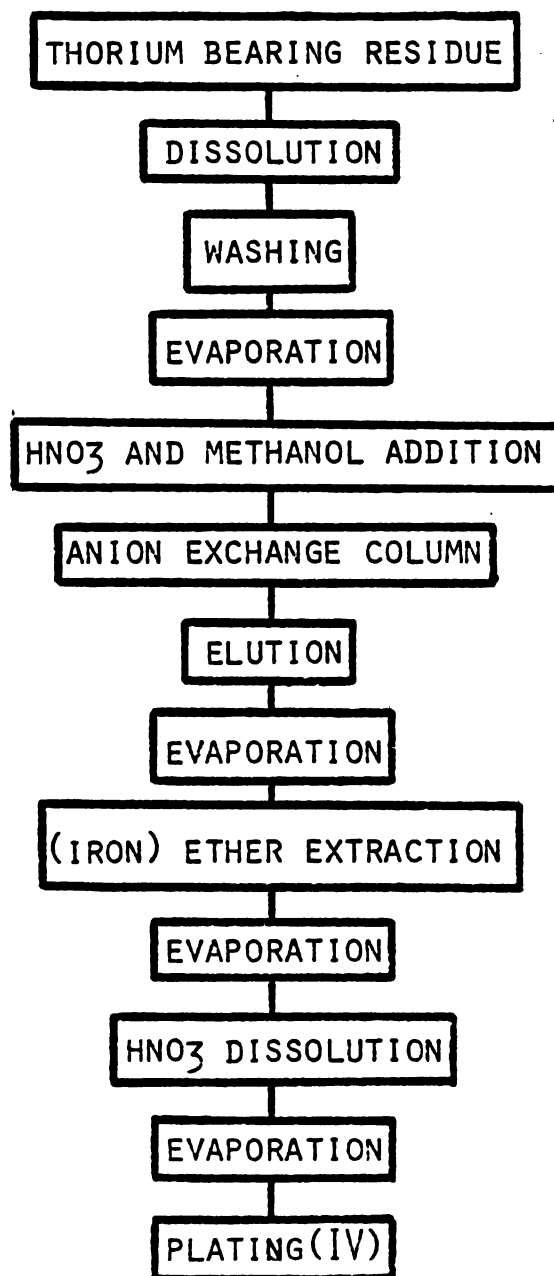 THORIUM BEARING RESIDUE
DISSOLUTION
WASHING
EVAPORATION
HNO3 AND METHANOL ADDITION
ANION EXCHANGE COLUMN
ELUTION
EVAPORATION
(IRON) ETHER EXTRACTION
EVAPORATION
HNO3 DISSOLUTION
EVAPORATION
PLATING(IV)